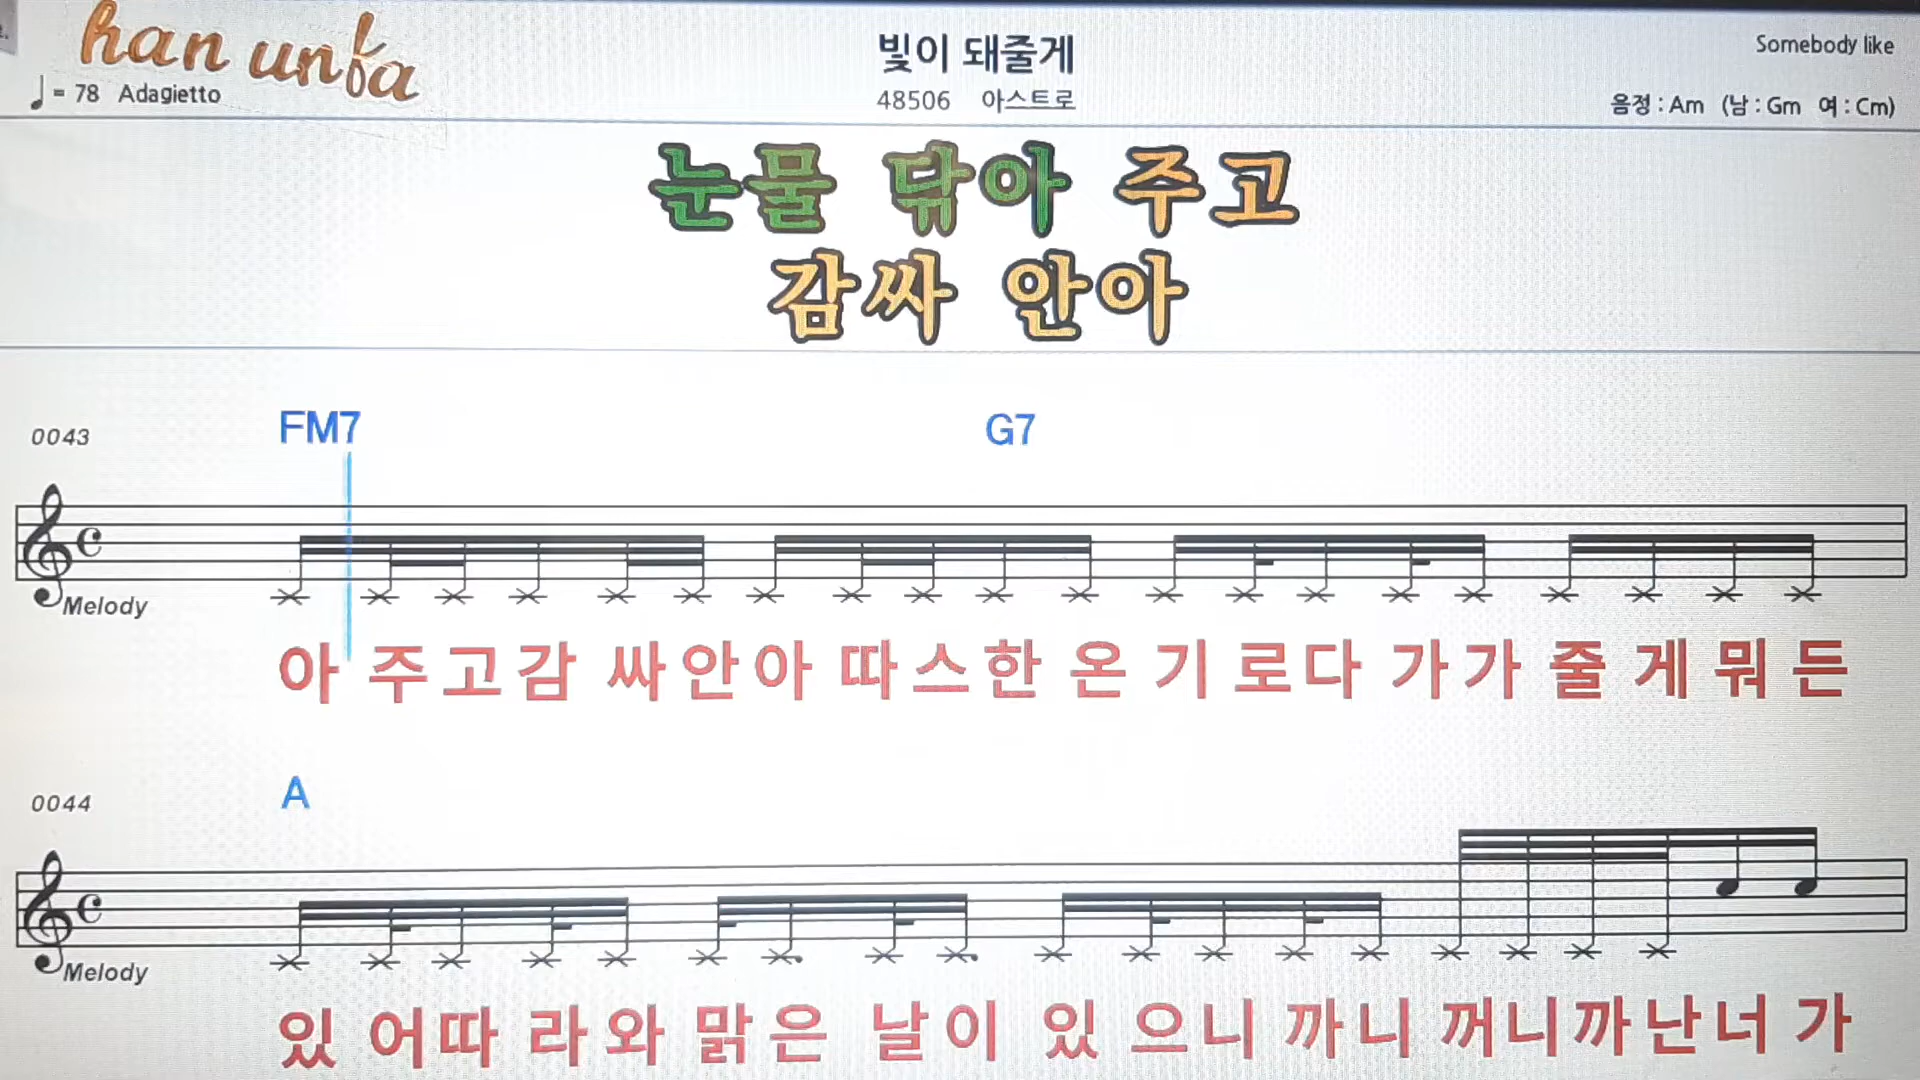 han unfa
빛이 돼줄게
Somebody like
♩= 78 Adagietto
48506 아스트로
음정 : Am (남 : Gm 여 : Cm)
눈물 닦아 주고
감싸 안아
0043
FM7 G7
Melody
아 주고감 싸안아 따스한 온 기 로다 가가 줄 게 뭐 든
0044
A
Melody
있 어따 라와 맑은 날이 있 으니 까니 꺼니까난너 가